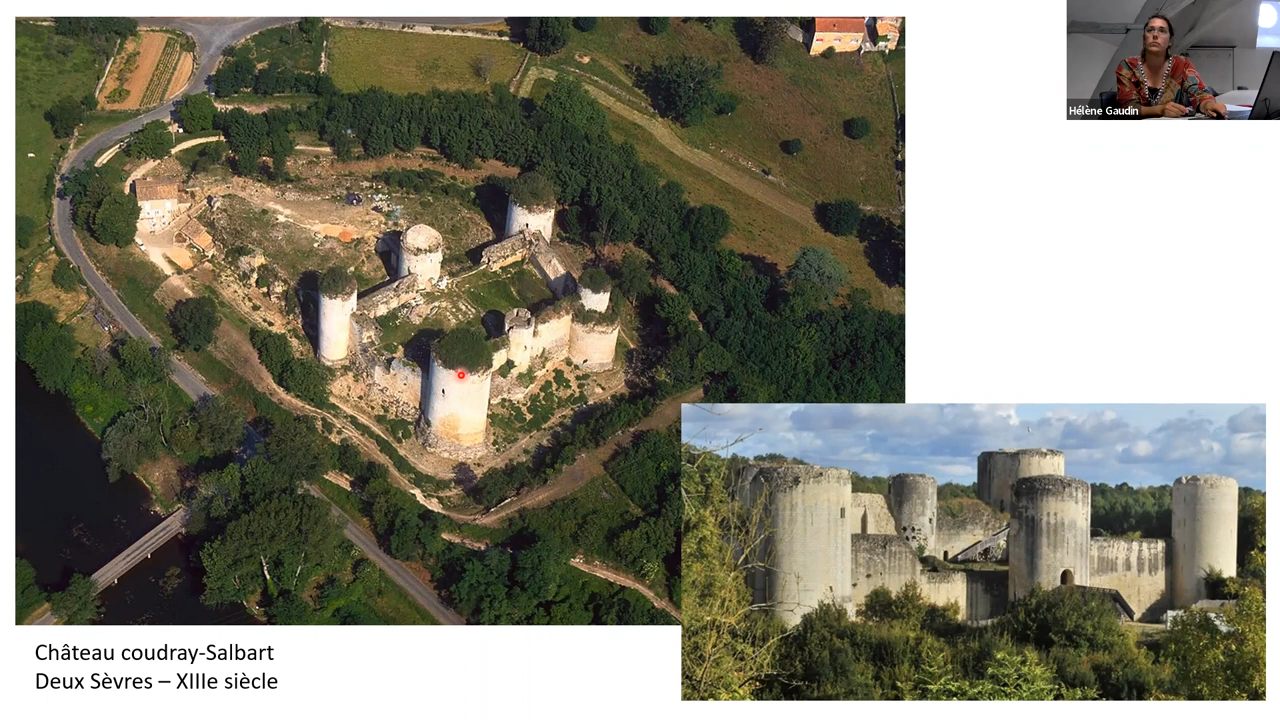 Hélène Gaudin
Château coudray-Salbart
Deux Sèvres – XIIIe siècle